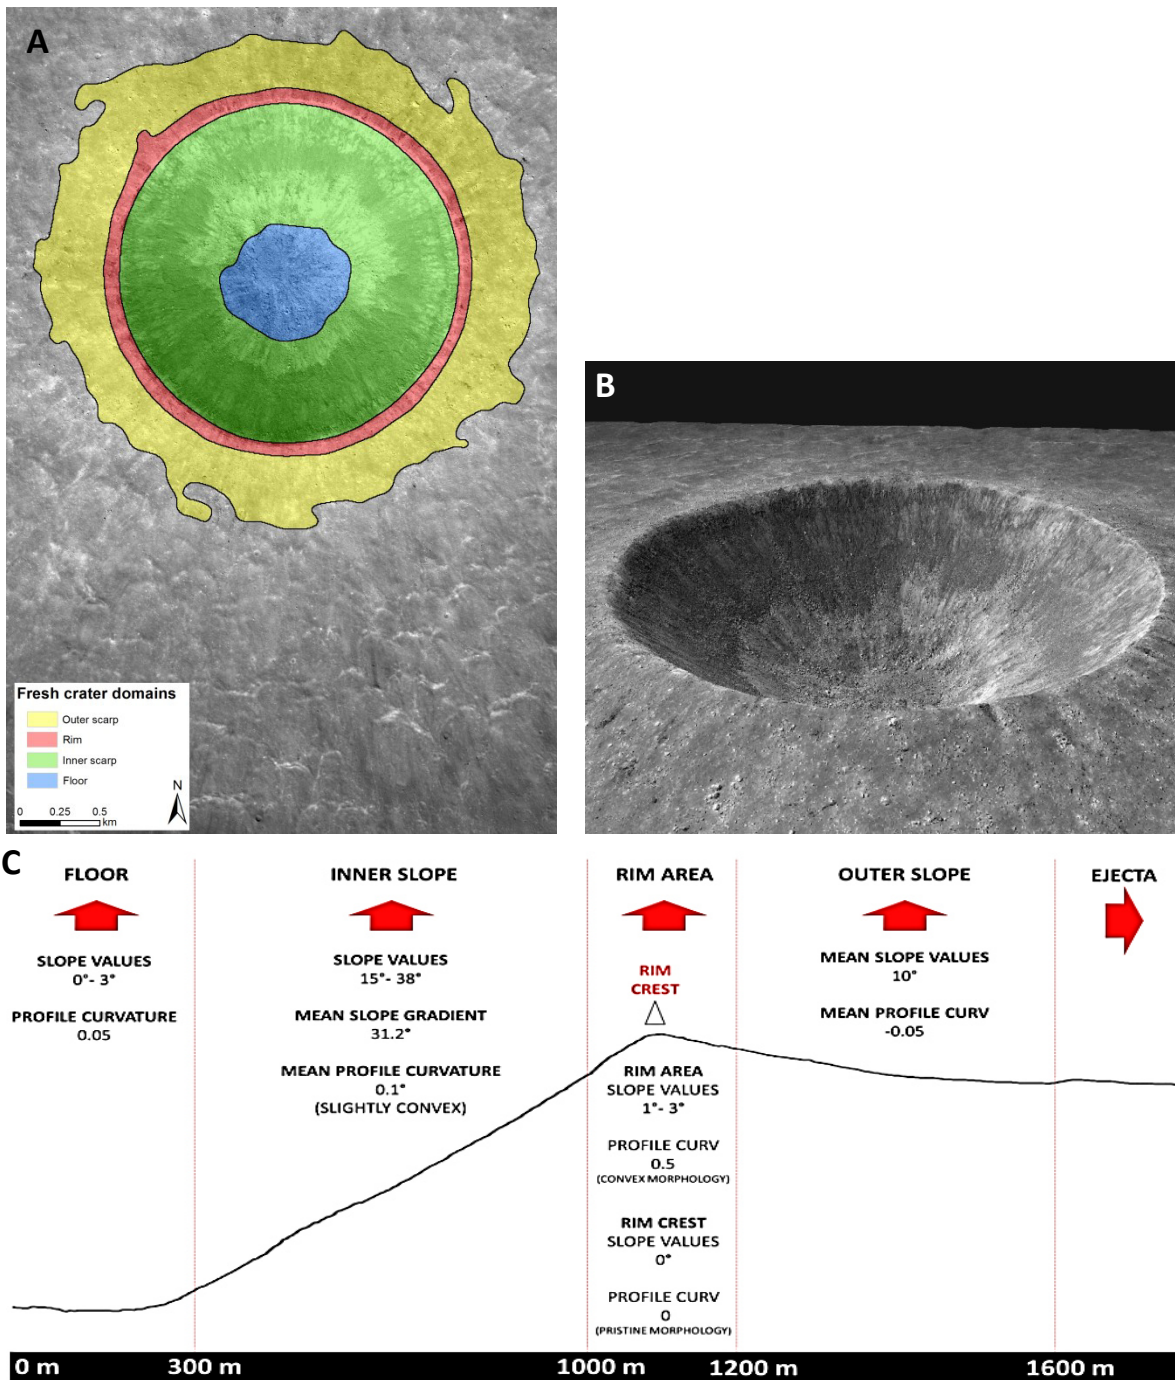 A
Fresh crater domains
Outer scarp
Rim
Inner scarp
Floor
N
0 0.25 0.5
km
B
C
FLOOR
SLOPE VALUES
0°- 3°
PROFILE CURVATURE
0.05
INNER SLOPE
SLOPE VALUES
15°- 38°
MEAN SLOPE GRADIENT
31.2°
MEAN PROFILE CURVATURE
0.1°
(SLIGHTLY CONVEX)
RIM AREA
RIM
CREST
RIM AREA
SLOPE VALUES
1°- 3°
PROFILE CURV
0.5
(CONVEX MORPHOLOGY)
RIM CREST
SLOPE VALUES
0°
PROFILE CURV
0
(PRISTINE MORPHOLOGY)
OUTER SLOPE
MEAN SLOPE VALUES
10°
MEAN PROFILE CURV
-0.05
EJECTA
0 m 300 m 1000 m 1200 m 1600 m